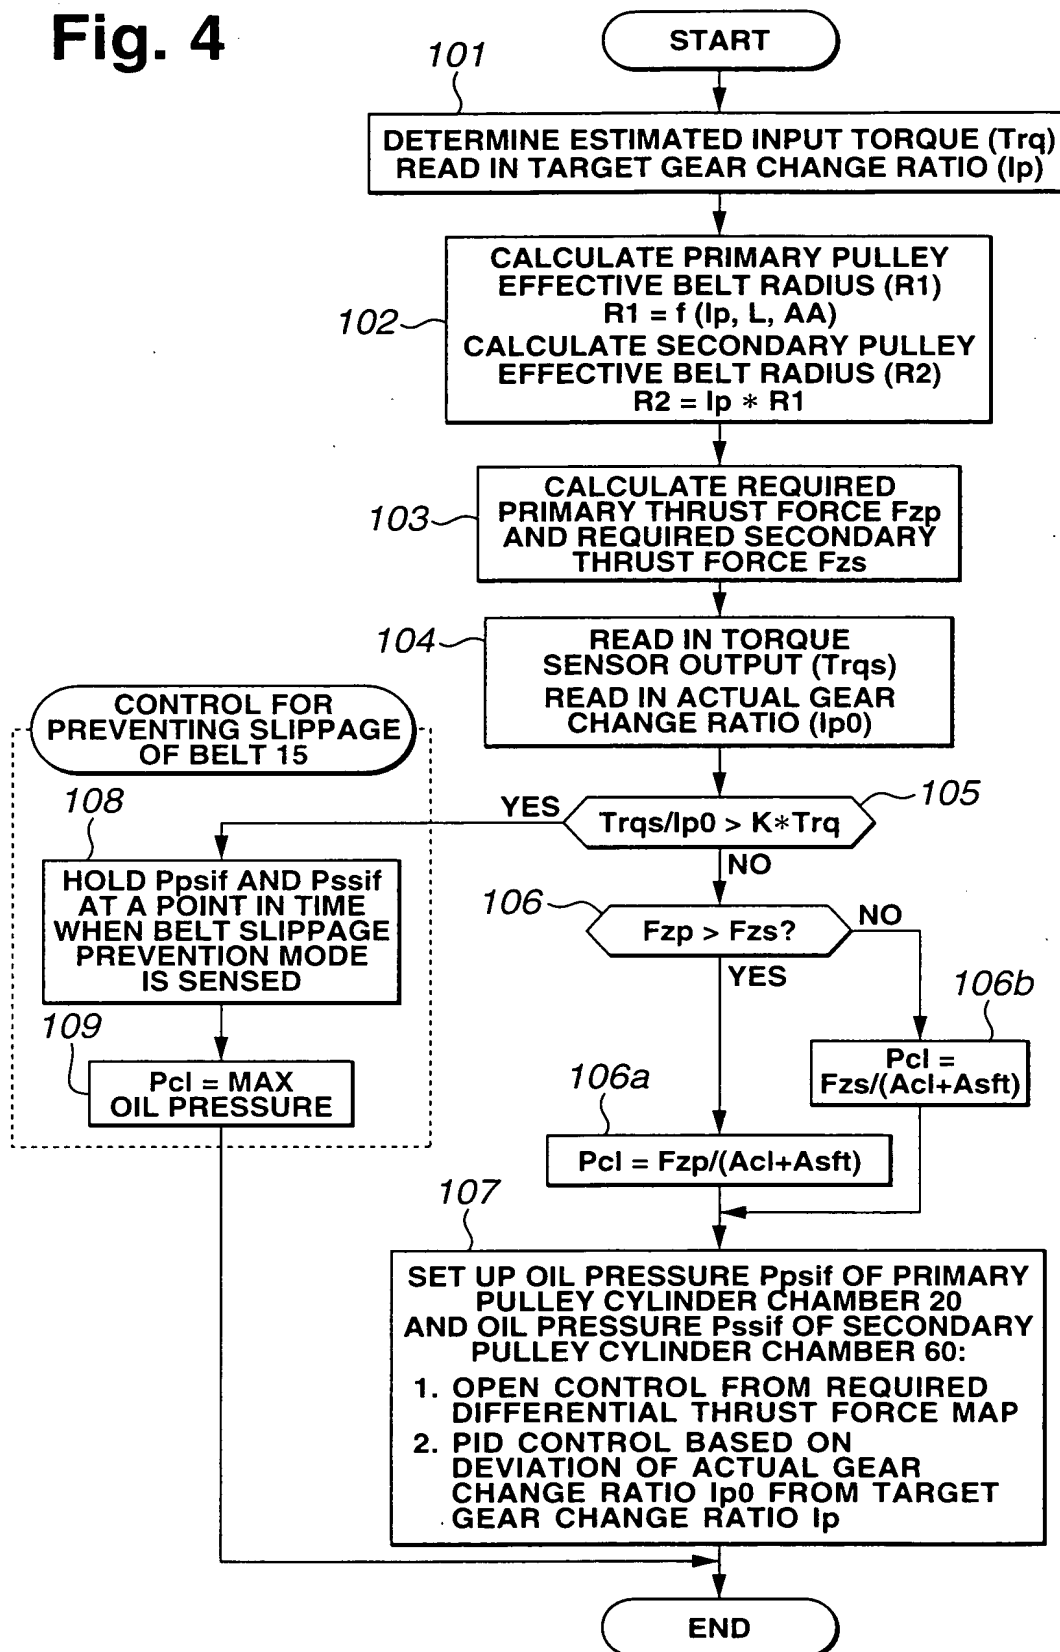 Fig. 4
START
101
DETERMINE ESTIMATED INPUT TORQUE (Trq)
READ IN TARGET GEAR CHANGE RATIO (Ip)
102
CALCULATE PRIMARY PULLEY
EFFECTIVE BELT RADIUS (R1)
R1 = f (Ip, L, AA)
CALCULATE SECONDARY PULLEY
EFFECTIVE BELT RADIUS (R2)
R2 = Ip * R1
103
CALCULATE REQUIRED
PRIMARY THRUST FORCE Fzp
AND REQUIRED SECONDARY
THRUST FORCE Fzs
104
READ IN TORQUE
SENSOR OUTPUT (Trqs)
READ IN ACTUAL GEAR
CHANGE RATIO (Ip0)
CONTROL FOR
PREVENTING SLIPPAGE
OF BELT 15
105
Trqs/Ip0 > K*Trq
YES
NO
108
HOLD Ppsif AND Pssif
AT A POINT IN TIME
WHEN BELT SLIPPAGE
PREVENTION MODE
IS SENSED
109
Pcl = MAX
OIL PRESSURE
106
Fzp > Fzs?
NO
YES
106b
Pcl =
Fzs/(Acl+Asft)
106a
Pcl = Fzp/(Acl+Asft)
107
SET UP OIL PRESSURE Ppsif OF PRIMARY
PULLEY CYLINDER CHAMBER 20
AND OIL PRESSURE Pssif OF SECONDARY
PULLEY CYLINDER CHAMBER 60:
1. OPEN CONTROL FROM REQUIRED
DIFFERENTIAL THRUST FORCE MAP
2. PID CONTROL BASED ON
DEVIATION OF ACTUAL GEAR
CHANGE RATIO Ip0 FROM TARGET
GEAR CHANGE RATIO Ip
END